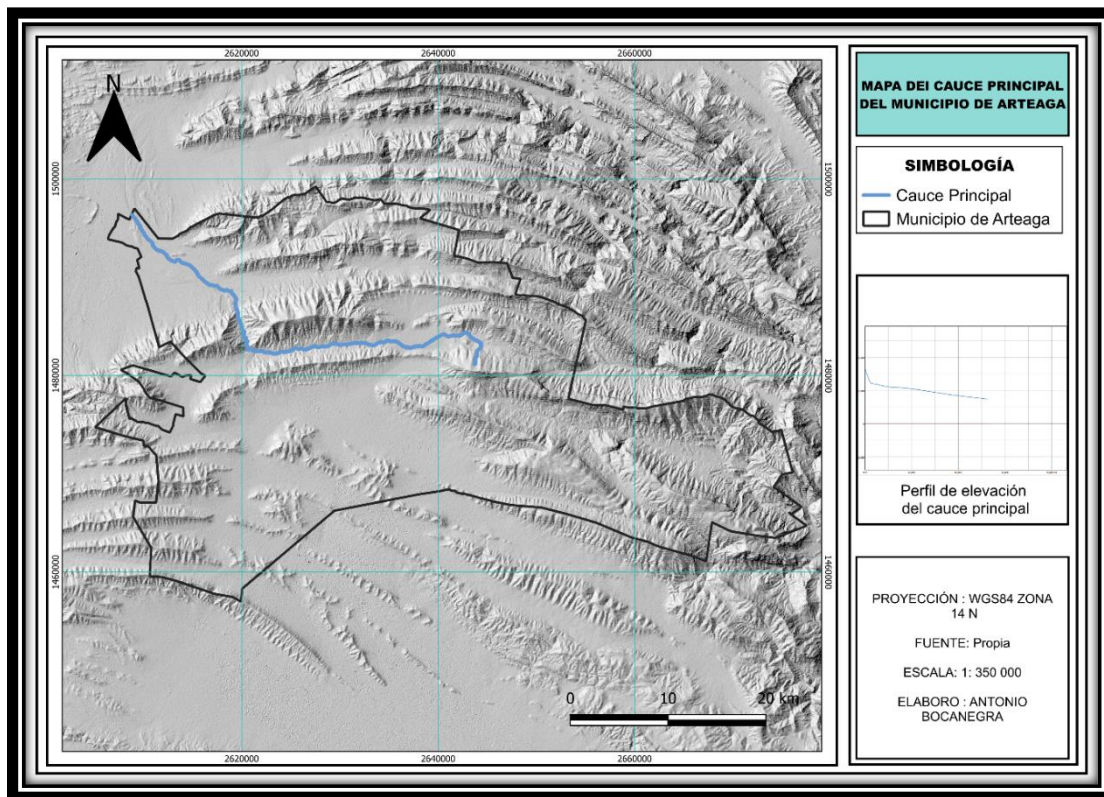 MAPA DEl CAUCE PRINCIPAL
DEL MUNICIPIO DE ARTEAGA
SIMBOLOGÍA
Cauce Principal
Municipio de Arteaga
Perfil de elevación
del cauce principal
PROYECCIÓN : WGS84 ZONA
14 N
FUENTE: Propia
ESCALA: 1: 350 000
ELABORO : ANTONIO
BOCANEGRA
N
2620000 2640000 2660000
1500000 1500000
1480000 1480000
1460000 1460000
0 10 20 km
2620000 2640000 2660000